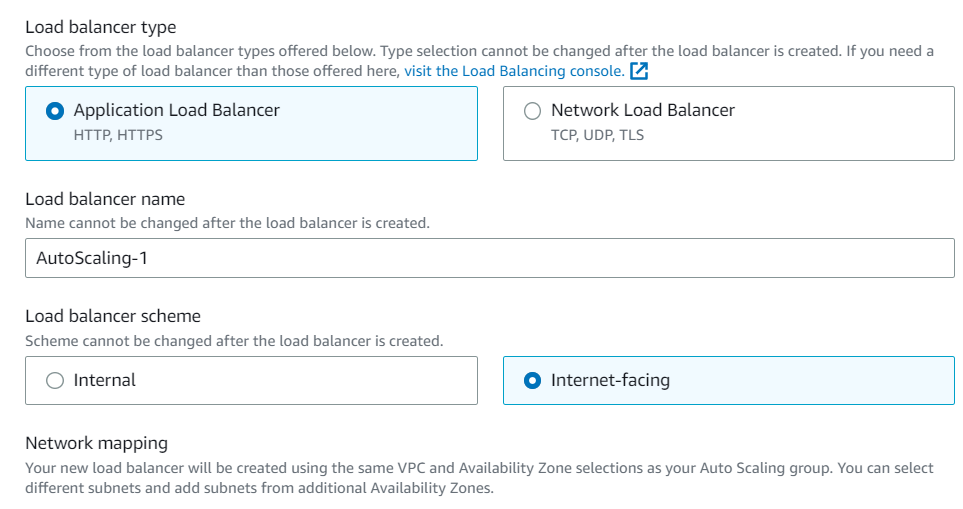 Load balancer type
Choose from the load balancer types offered below. Type selection cannot be changed after the load balancer is created. If you need a
different type of load balancer than those offered here, visit the Load Balancing console.
Application Load Balancer
HTTP, HTTPS
Network Load Balancer
TCP, UDP, TLS
Load balancer name
Name cannot be changed after the load balancer is created.
AutoScaling-1
Load balancer scheme
Scheme cannot be changed after the load balancer is created.
Internal
Internet-facing
Network mapping
Your new load balancer will be created using the same VPC and Availability Zone selections as your Auto Scaling group. You can select
different subnets and add subnets from additional Availability Zones.